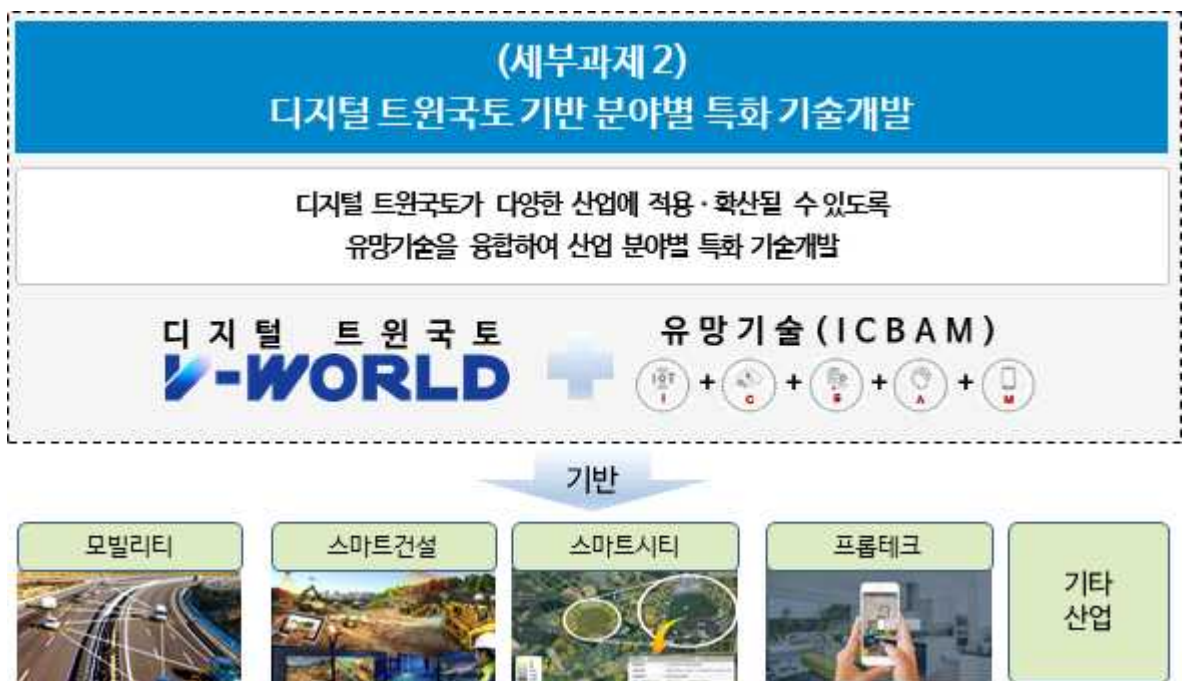 (세부과제 2)
디지털 트윈국토 기반 분야별 특화 기술개발
디지털 트윈국토가 다양한 산업에 적용·확산될 수 있도록
유망기술을 융합하여 산업 분야별 특화 기술개발
디지털 트윈국토
V-WORLD
유망기술(ICBAM)
IOT + + + +
I C B A M
기반
모빌리티
스마트건설
스마트시티
프롭테크
기타
산업